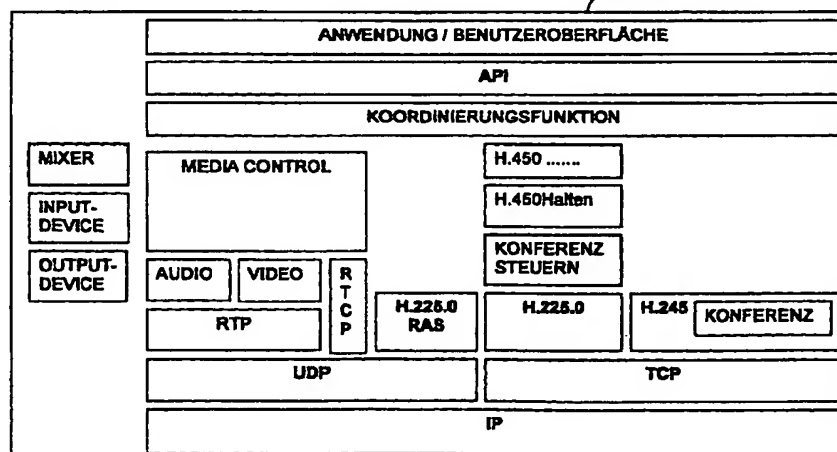 ANWENDUNG / BENUTZEROBERFLÄCHE
API
KOORDINIERUNGSFUNKTION
MIXER
INPUT-
DEVICE
OUTPUT-
DEVICE
MEDIA CONTROL
AUDIO
VIDEO
R
T
C
P
RTP
H.225.0
RAS
H.450 .......
H.450Halten
KONFERENZ
STEUERN
H.225.0
H.245
KONFERENZ
UDP
TCP
IP